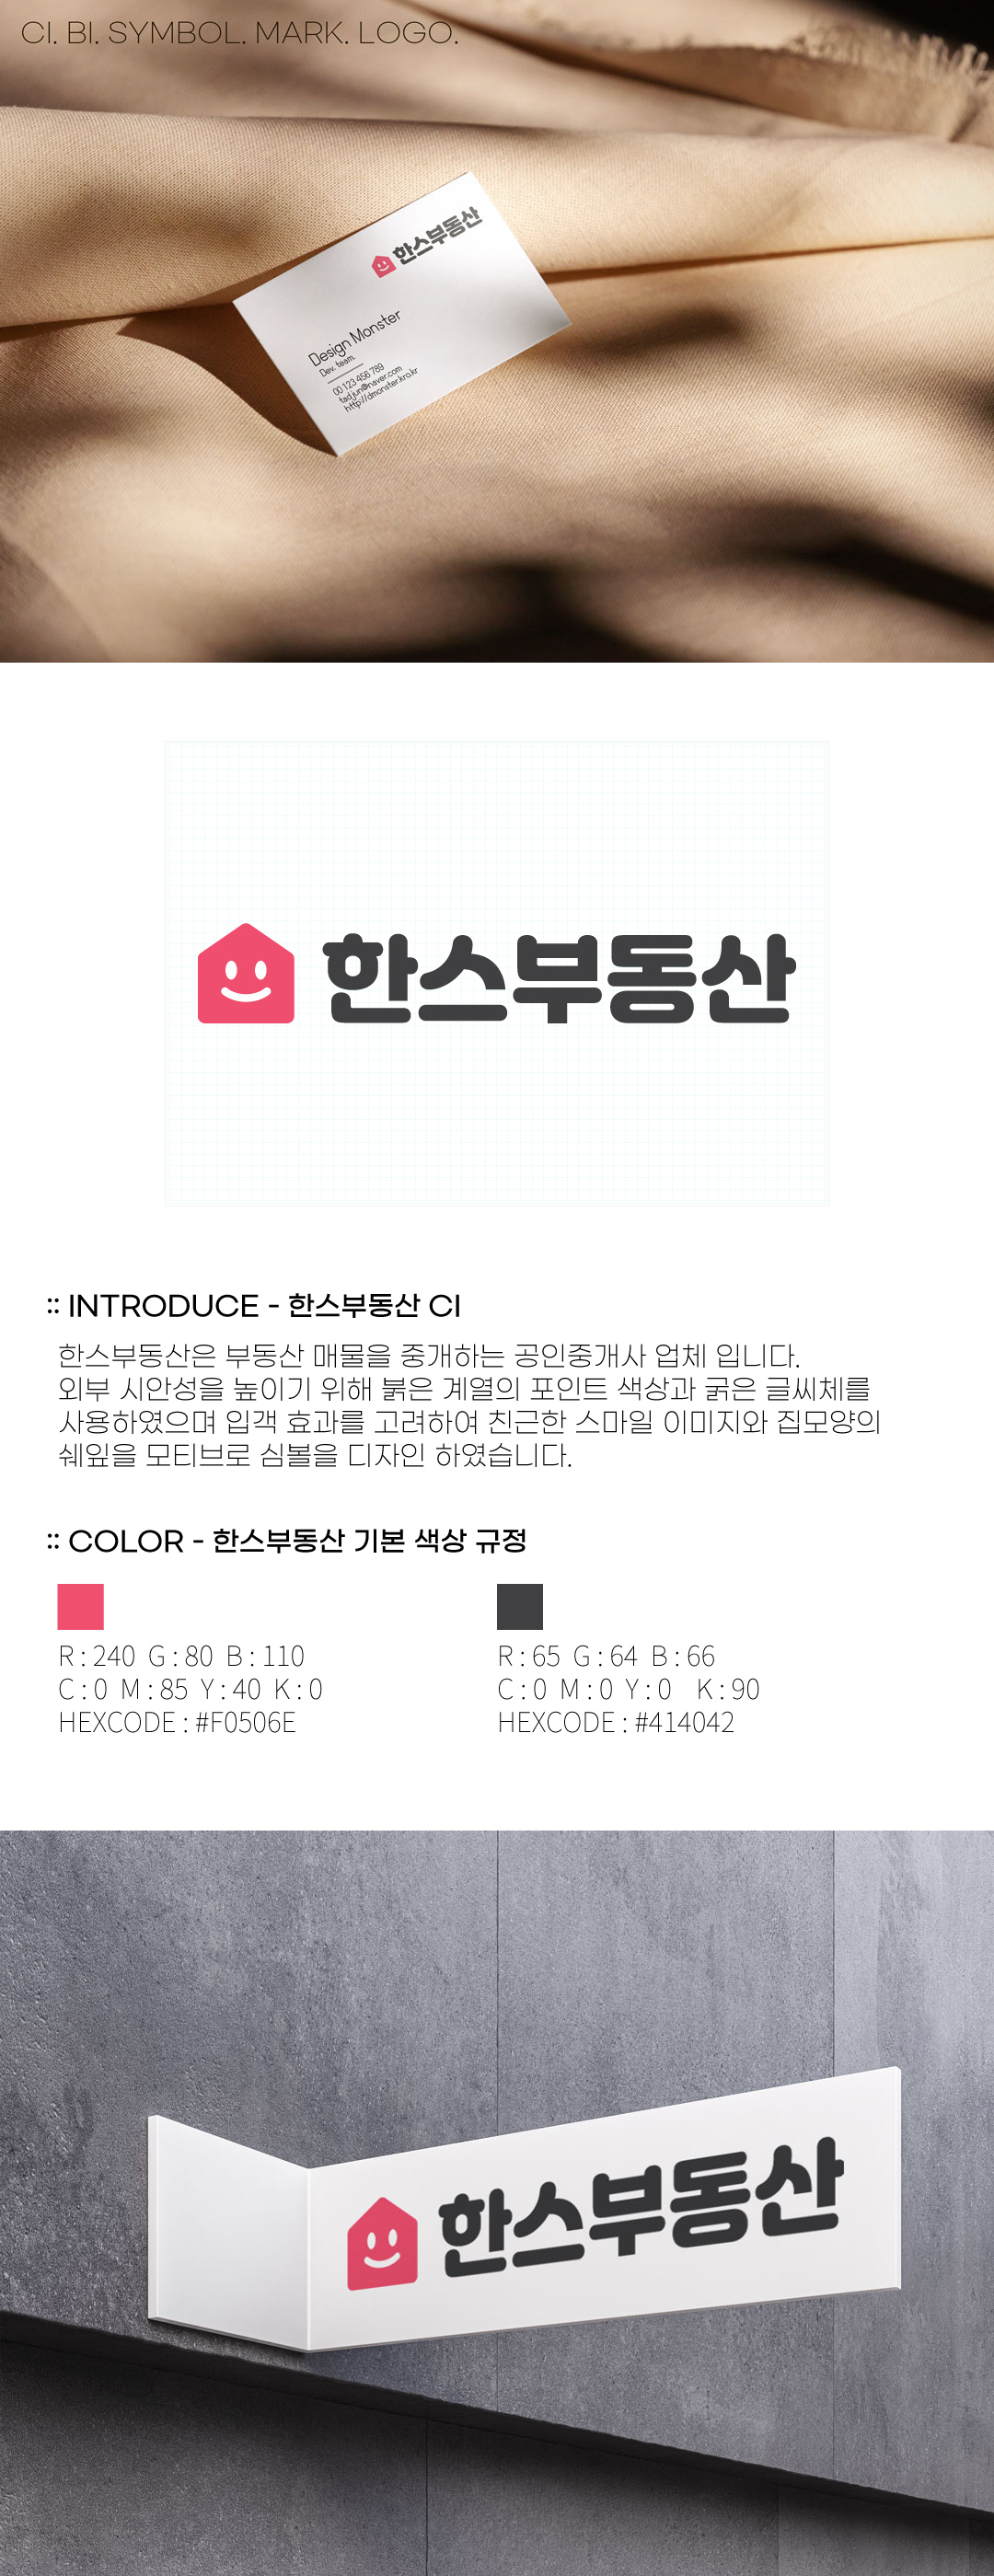 CI. BI. SYMBOL. MARK. LOGO.
한스부동산
Design Monster
Dev. team.
00 123 456 789
tadjun@naver.com
http://dmonster.kro.kr
한스부동산
:: INTRODUCE - 한스부동산 CI
한스부동산은 부동산 매물을 중개하는 공인중개사 업체 입니다.
외부 시안성을 높이기 위해 붉은 계열의 포인트 색상과 굵은 글씨체를
사용하였으며 입객 효과를 고려하여 친근한 스마일 이미지와 집모양의
쉐잎을 모티브로 심볼을 디자인 하였습니다.
:: COLOR - 한스부동산 기본 색상 규정
R : 240 G : 80 B : 110
C : 0 M : 85 Y : 40 K : 0
HEXCODE : #F0506E
R : 65 G : 64 B : 66
C : 0 M : 0 Y : 0 K : 90
HEXCODE : #414042
한스부동산